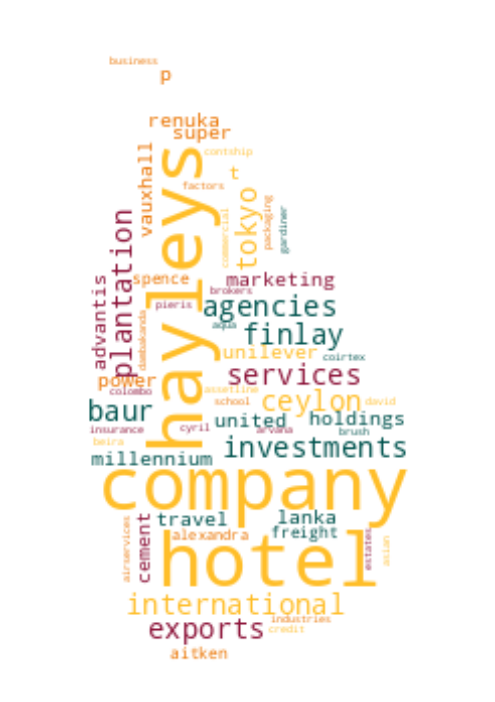 business
p
renuka
super
contship
vauxhall
t
factors
hayleys
tokyo
packaging
gardiner
commercial
plantation
advantis
spence
marketing
brokers
pieris
agencies
dambakanda
aqua
finlay
unilever
coirtex
power
services
colombo
assetline
school
ceylon
david
baur
holdings
united
insurance
cyril
arvana
brush
beira
investments
millennium
company
travel
lanka
cement
airservices
alexandra
freight
estates
asian
hotel
international
exports
industries
credit
aitken